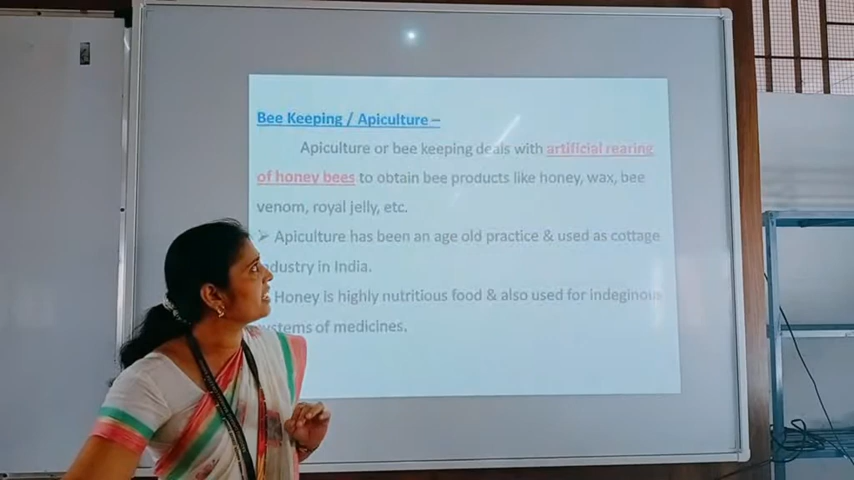 Bee Keeping / Apiculture –
Apiculture or bee keeping deals with artificial rearing
of honey bees to obtain bee products like honey, wax, bee
venom, royal jelly, etc.
➢ Apiculture has been an age old practice & used as cottage
ndustry in India.
Honey is highly nutritious food & also used for indeginous
ystems of medicines.